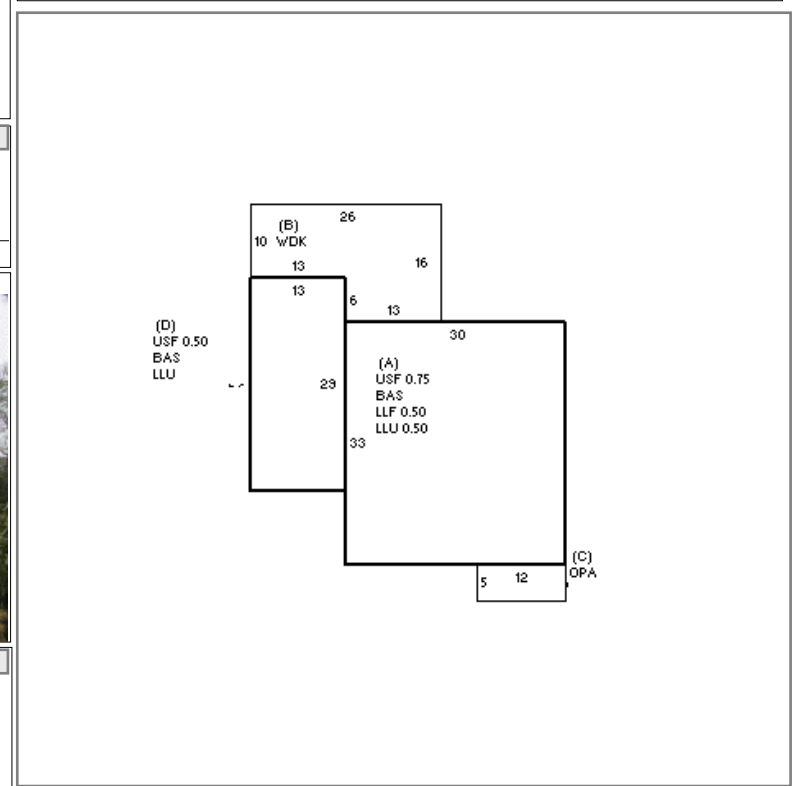 26
(B)
10 WDK
16
13
13
6
13
(D)
USF 0.50
BAS
LLU
30
(A)
USF 0.75
BAS
LLF 0.50
LLU 0.50
29
33
(C)
OPA
5
12